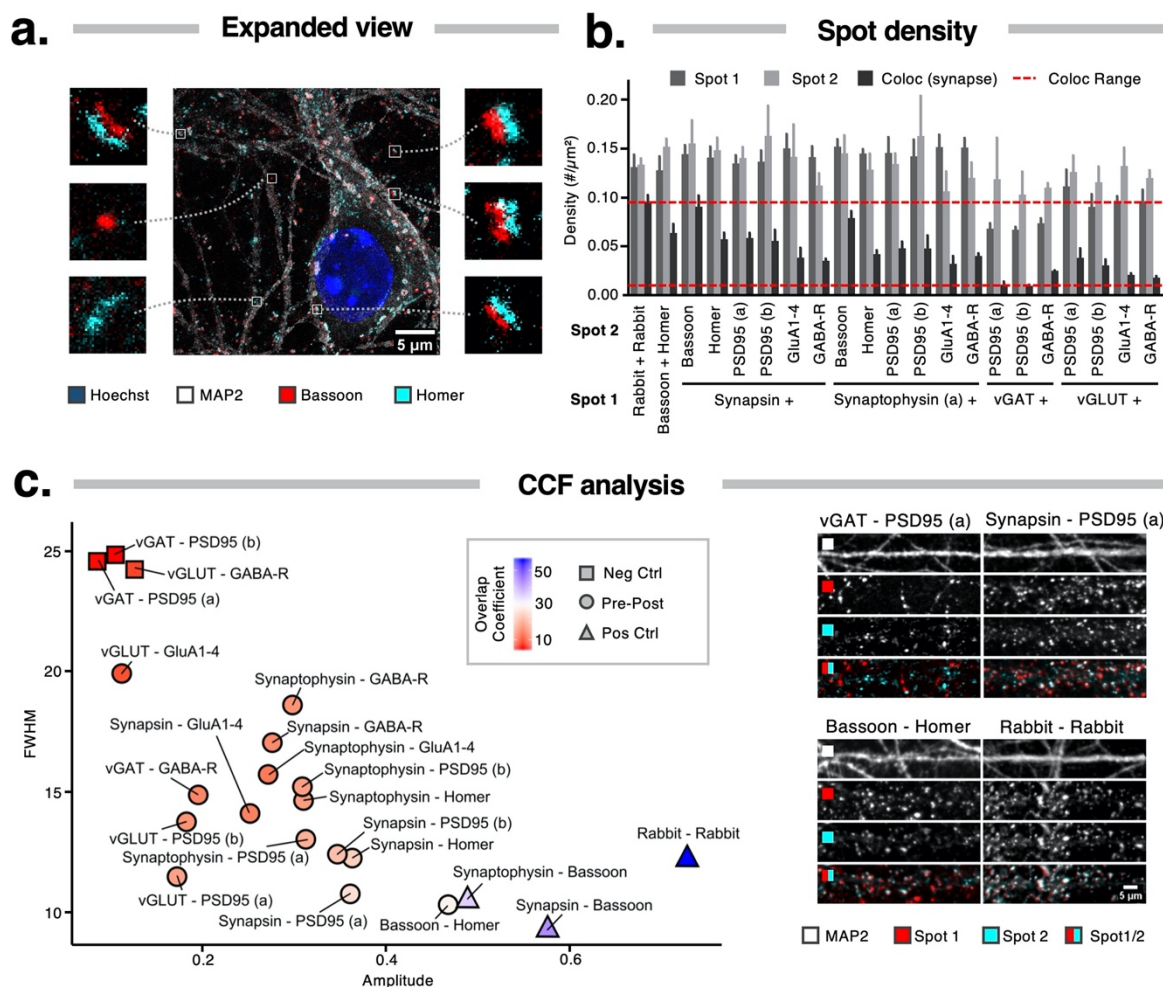 a.
Expanded view
5 µm
Hoechst
MAP2
Bassoon
Homer
b.
Spot density
Spot 1
Spot 2
Coloc (synapse)
Coloc Range
Density (#/µm²)
0.20
0.15
0.10
0.05
0.00
Spot 2
Rabbit + Rabbit
Bassoon + Homer
Bassoon
Homer
PSD95 (a)
PSD95 (b)
GluA1-4
GABA-R
Bassoon
Homer
PSD95 (a)
PSD95 (b)
GluA1-4
GABA-R
PSD95 (a)
PSD95 (b)
GABA-R
PSD95 (a)
PSD95 (b)
GluA1-4
GABA-R
Spot 1
Synapsin +
Synaptophysin (a) +
vGAT +
vGLUT +
c.
CCF analysis
FWHM
25
20
15
10
vGAT - PSD95 (b)
vGLUT - GABA-R
vGAT - PSD95 (a)
vGLUT - GluA1-4
Synaptophysin - GABA-R
Synapsin - GluA1-4
Synapsin - GABA-R
Synaptophysin - GluA1-4
vGAT - GABA-R
Synaptophysin - PSD95 (b)
Synaptophysin - Homer
vGLUT - PSD95 (b)
Synapsin - PSD95 (b)
Synaptophysin - PSD95 (a)
Synapsin - Homer
Rabbit - Rabbit
vGLUT - PSD95 (a)
Synaptophysin - Bassoon
Synapsin - PSD95 (a)
Bassoon - Homer
Synapsin - Bassoon
0.2
0.4
0.6
Amplitude
Overlap
Coefficient
50
30
10
Neg Ctrl
Pre-Post
Pos Ctrl
vGAT - PSD95 (a)
Synapsin - PSD95 (a)
Bassoon - Homer
Rabbit - Rabbit
5 µm
MAP2
Spot 1
Spot 2
Spot1/2